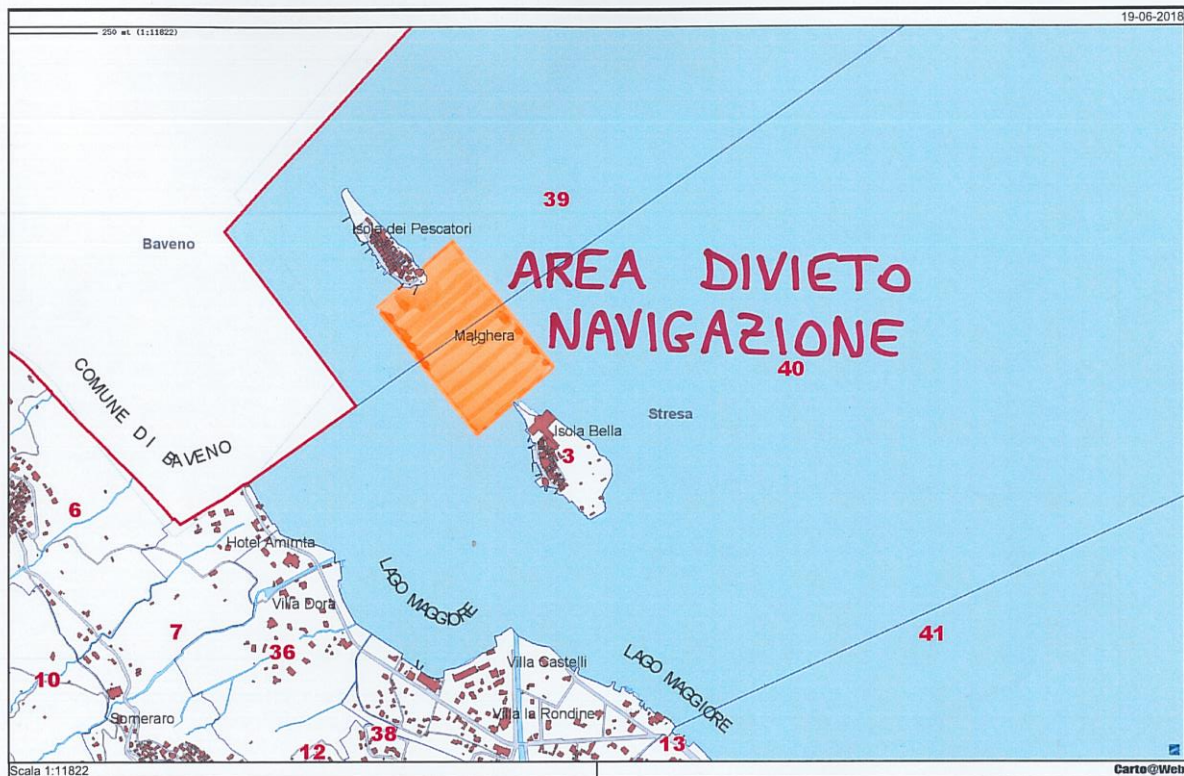 19-06-2018
250 mt (1:11822)
39
Isola dei Pescatori
Baveno
AREA DIVIETO
NAVIGAZIONE
Malghera
40
COMUNE DI BAVENO
Stresa
Isola Bella
3
6
Hotel Aminta
LAGO MAGGIORE
Villa Dora
7
41
36
LAGO MAGGIORE
Villa Castelli
10
Villa la Rondine
Someraro
38
13
12
Scala 1:11822
Carto@Web